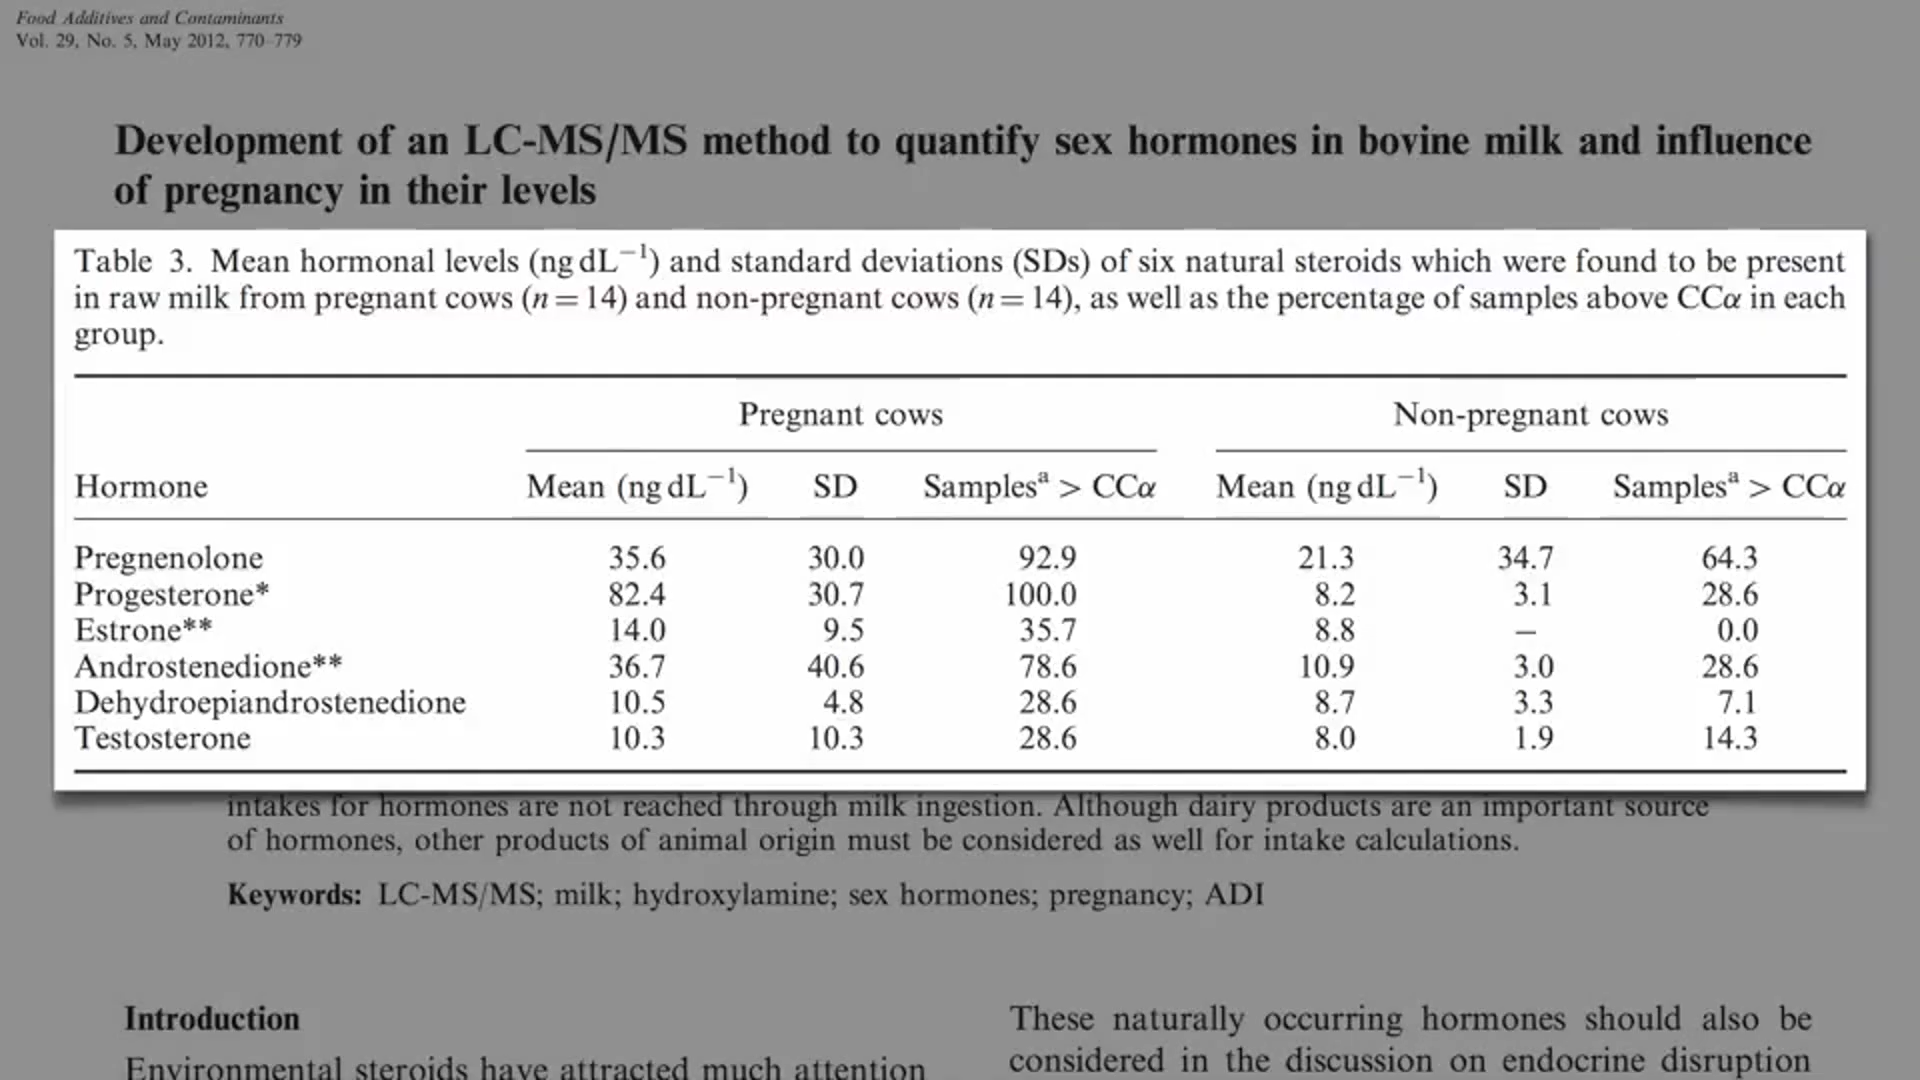 Food Additives and Contaminants
Vol. 29, No. 5, May 2012, 770–779
Development of an LC-MS/MS method to quantify sex hormones in bovine milk and influence
of pregnancy in their levels
Table 3. Mean hormonal levels (ng dL⁻¹) and standard deviations (SDs) of six natural steroids which were found to be present
in raw milk from pregnant cows (n = 14) and non-pregnant cows (n = 14), as well as the percentage of samples above CCα in each
group.
Pregnant cows Non-pregnant cows
Hormone Mean (ng dL⁻¹) SD Samplesᵃ > CCα Mean (ng dL⁻¹) SD Samplesᵃ > CCα
Pregnenolone 35.6 30.0 92.9 21.3 34.7 64.3
Progesterone* 82.4 30.7 100.0 8.2 3.1 28.6
Estrone** 14.0 9.5 35.7 8.8 – 0.0
Androstenedione** 36.7 40.6 78.6 10.9 3.0 28.6
Dehydroepiandrostenedione 10.5 4.8 28.6 8.7 3.3 7.1
Testosterone 10.3 10.3 28.6 8.0 1.9 14.3
intakes for hormones are not reached through milk ingestion. Although dairy products are an important source
of hormones, other products of animal origin must be considered as well for intake calculations.
Keywords: LC-MS/MS; milk; hydroxylamine; sex hormones; pregnancy; ADI
Introduction
Environmental steroids have attracted much attention
These naturally occurring hormones should also be
considered in the discussion on endocrine disruption